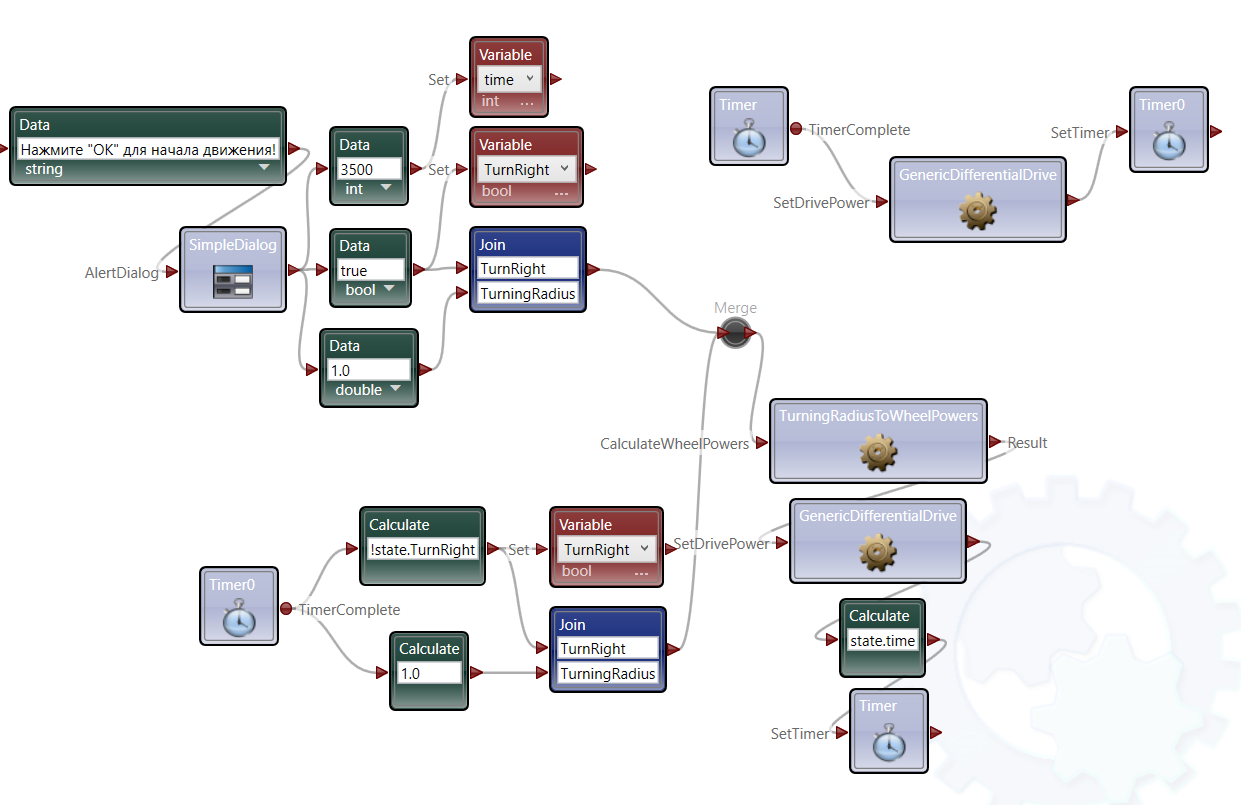 Variable
Set
time
int
...
Data
Нажмите "OK" для начала движения!
string
Data
3500
int
Variable
Set
TurnRight
bool
...
Timer
TimerComplete
Timer0
SetTimer
GenericDifferentialDrive
SetDrivePower
SimpleDialog
AlertDialog
Data
true
bool
Join
TurnRight
TurningRadius
Data
1.0
double
Merge
TurningRadiusToWheelPowers
CalculateWheelPowers
Result
Calculate
!state.TurnRight
Set
Variable
TurnRight
bool
...
GenericDifferentialDrive
SetDrivePower
Timer0
TimerComplete
Calculate
1.0
Join
TurnRight
TurningRadius
Calculate
state.time
Timer
SetTimer